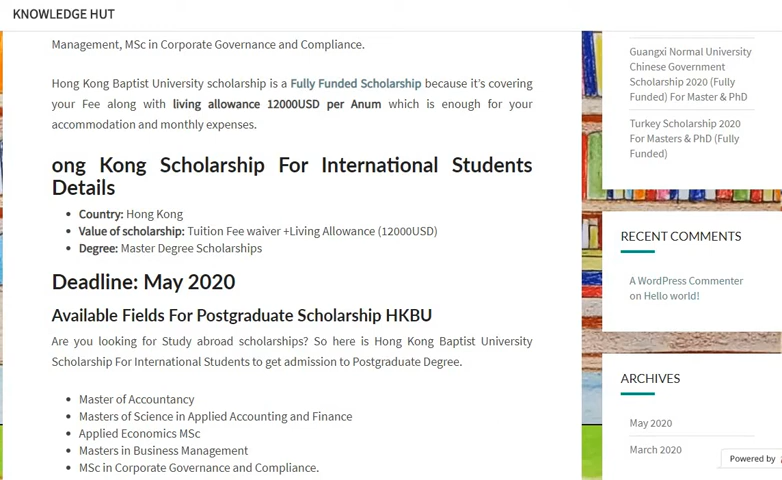 KNOWLEDGE HUT
Management, MSc in Corporate Governance and Compliance.
Hong Kong Baptist University scholarship is a Fully Funded Scholarship because it's covering
your Fee along with living allowance 12000USD per Anum which is enough for your
accommodation and monthly expenses.
ong Kong Scholarship For International Students
Details
Country: Hong Kong
Value of scholarship: Tuition Fee waiver +Living Allowance (12000USD)
Degree: Master Degree Scholarships
Deadline: May 2020
Available Fields For Postgraduate Scholarship HKBU
Are you looking for Study abroad scholarships? So here is Hong Kong Baptist University
Scholarship For International Students to get admission to Postgraduate Degree.
Master of Accountancy
Masters of Science in Applied Accounting and Finance
Applied Economics MSc
Masters in Business Management
MSc in Corporate Governance and Compliance.
Guangxi Normal University
Chinese Government
Scholarship 2020 (Fully
Funded) For Master & PhD
Turkey Scholarship 2020
For Masters & PhD (Fully
Funded)
RECENT COMMENTS
A WordPress Commenter
on Hello world!
ARCHIVES
May 2020
March 2020
Powered by